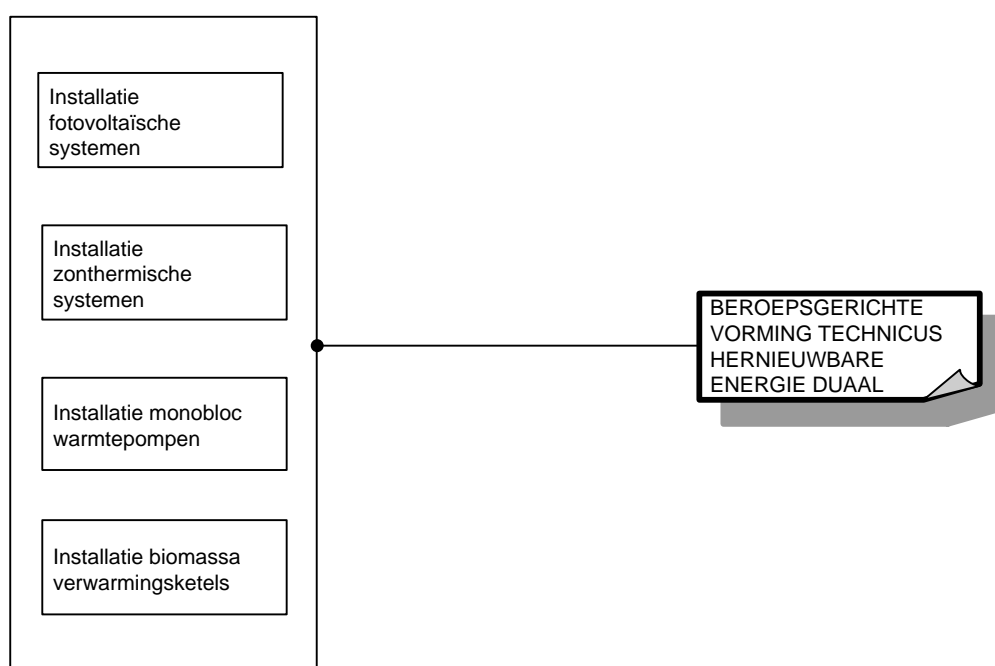 Installatie
fotovoltaïsche
systemen
Installatie
zonthermische
systemen
Installatie monobloc
warmtepompen
Installatie biomassa
verwarmingsketels
BEROEPSGERICHTE
VORMING TECHNICUS
HERNIEUWBARE
ENERGIE DUAAL